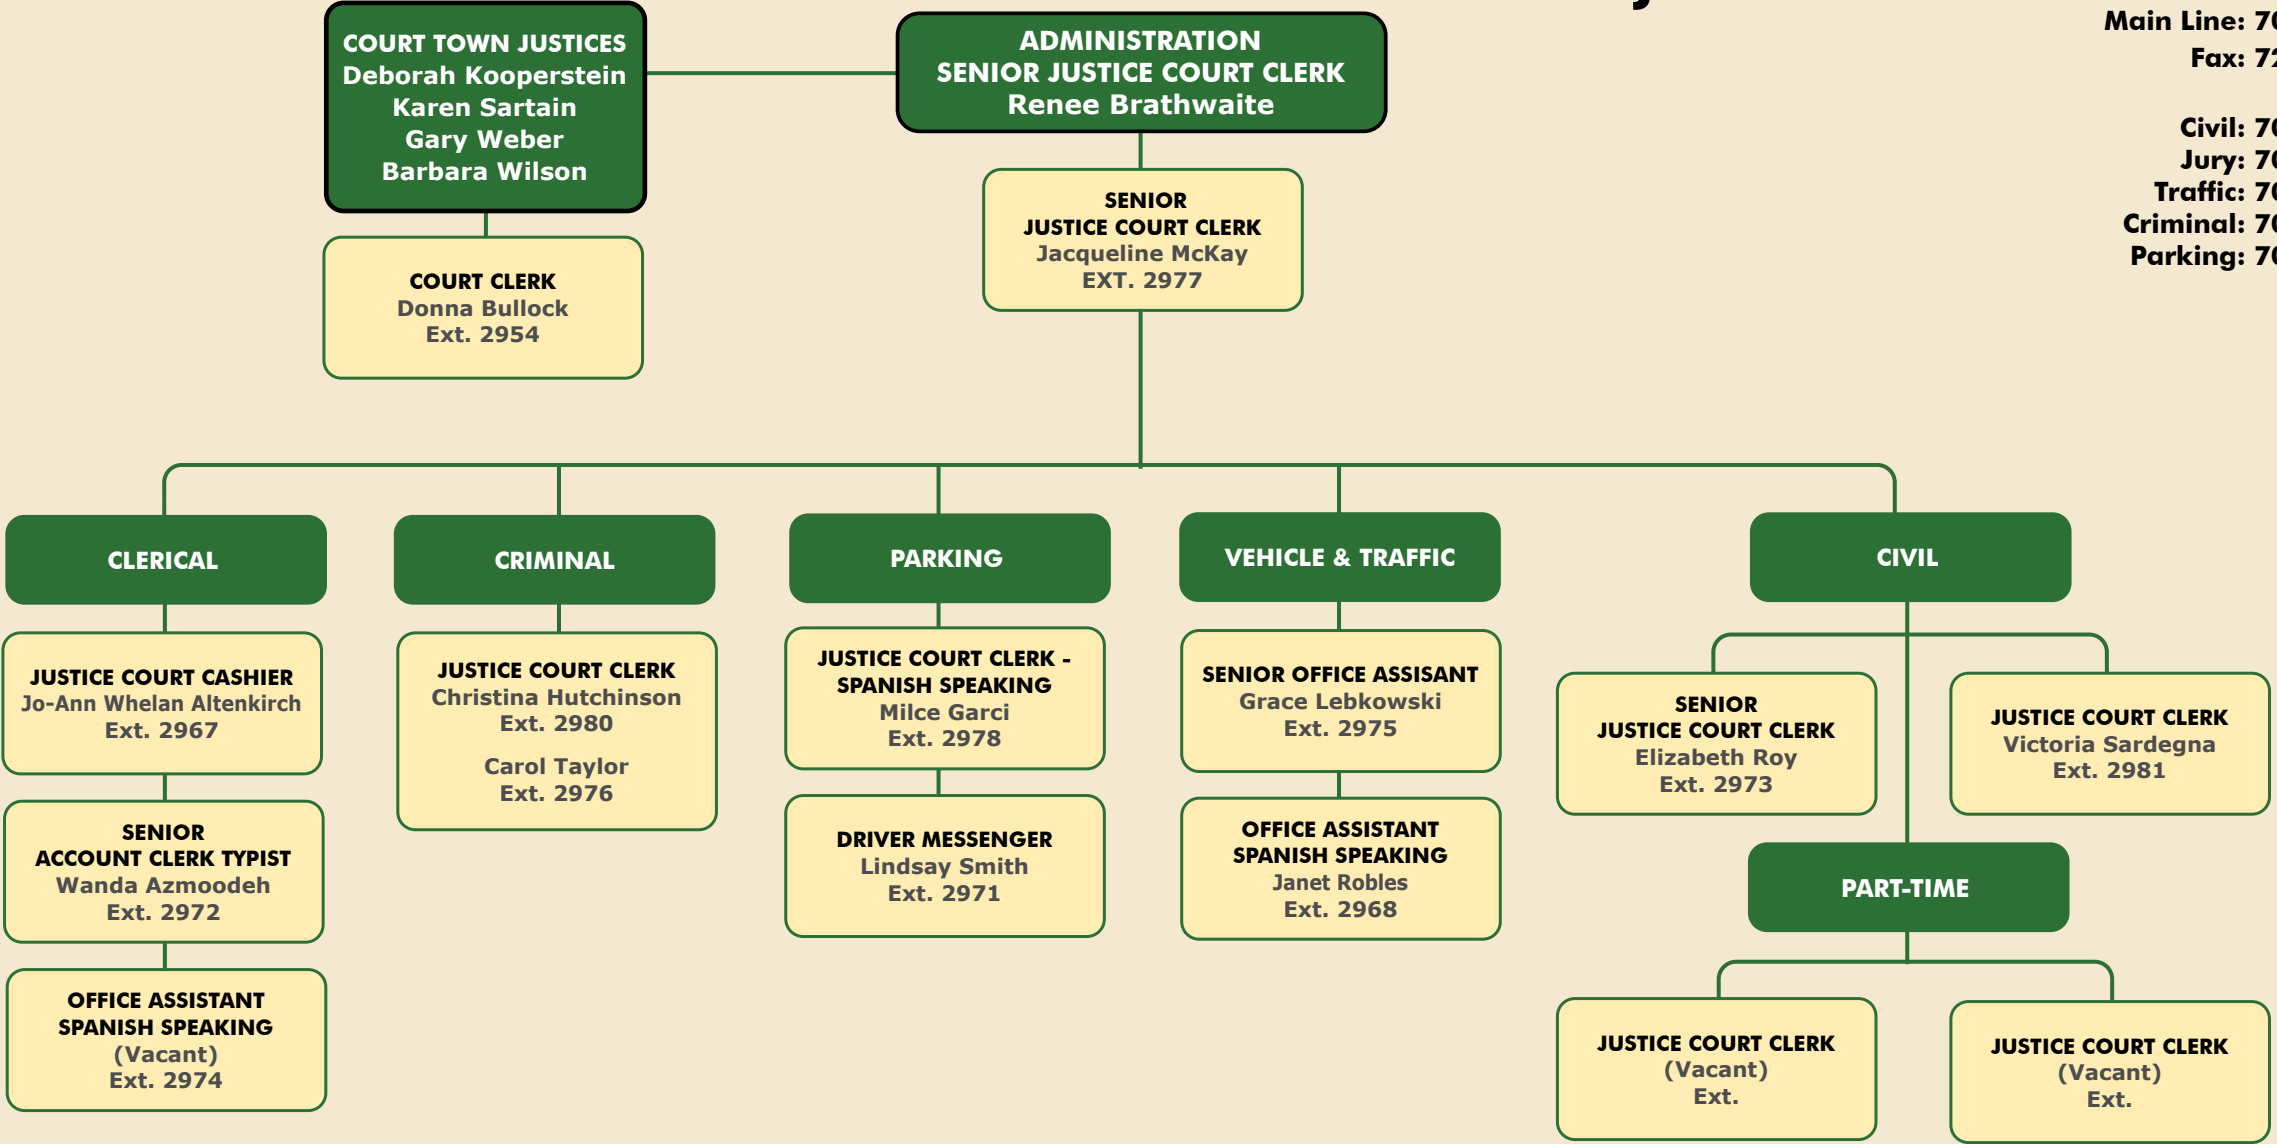 COURT TOWN JUSTICES
Deborah Kooperstein
Karen Sartain
Gary Weber
Barbara Wilson
ADMINISTRATION
SENIOR JUSTICE COURT CLERK
Renee Brathwaite
Main Line: 70
Fax: 72
Civil: 70
Jury: 70
Traffic: 70
Criminal: 70
Parking: 70
COURT CLERK
Donna Bullock
Ext. 2954
SENIOR
JUSTICE COURT CLERK
Jacqueline McKay
EXT. 2977
CLERICAL
JUSTICE COURT CASHIER
Jo-Ann Whelan Altenkirch
Ext. 2967
SENIOR
ACCOUNT CLERK TYPIST
Wanda Azmoodeh
Ext. 2972
OFFICE ASSISTANT
SPANISH SPEAKING
(Vacant)
Ext. 2974
CRIMINAL
JUSTICE COURT CLERK
Christina Hutchinson
Ext. 2980
Carol Taylor
Ext. 2976
PARKING
JUSTICE COURT CLERK -
SPANISH SPEAKING
Milce Garci
Ext. 2978
DRIVER MESSENGER
Lindsay Smith
Ext. 2971
VEHICLE & TRAFFIC
SENIOR OFFICE ASSISANT
Grace Lebkowski
Ext. 2975
OFFICE ASSISTANT
SPANISH SPEAKING
Janet Robles
Ext. 2968
CIVIL
SENIOR
JUSTICE COURT CLERK
Elizabeth Roy
Ext. 2973
JUSTICE COURT CLERK
Victoria Sardegna
Ext. 2981
PART-TIME
JUSTICE COURT CLERK
(Vacant)
Ext.
JUSTICE COURT CLERK
(Vacant)
Ext.